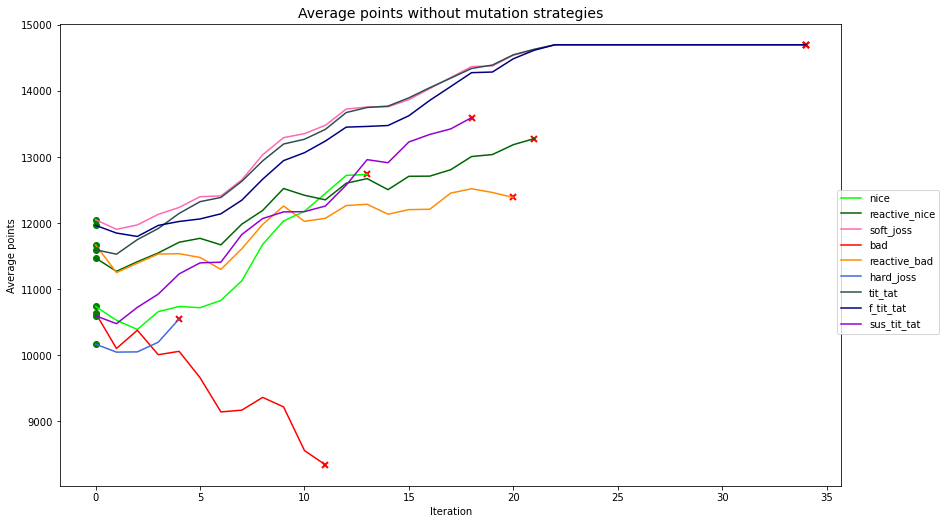 Average points without mutation strategies
15000
14000
13000
12000
11000
10000
9000
Average points
0 5 10 15 20 25 30 35
Iteration
nice
reactive_nice
soft_joss
bad
reactive_bad
hard_joss
tit_tat
f_tit_tat
sus_tit_tat